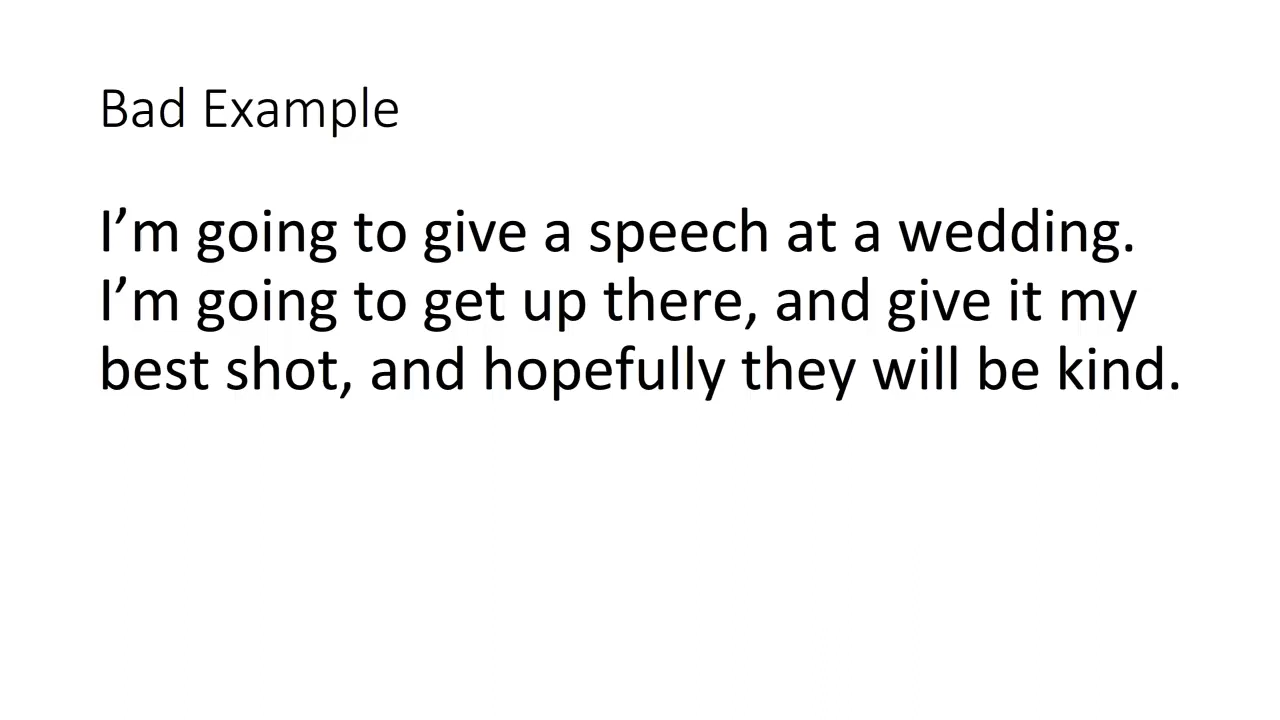 Bad Example
I’m going to give a speech at a wedding.
I’m going to get up there, and give it my
best shot, and hopefully they will be kind.